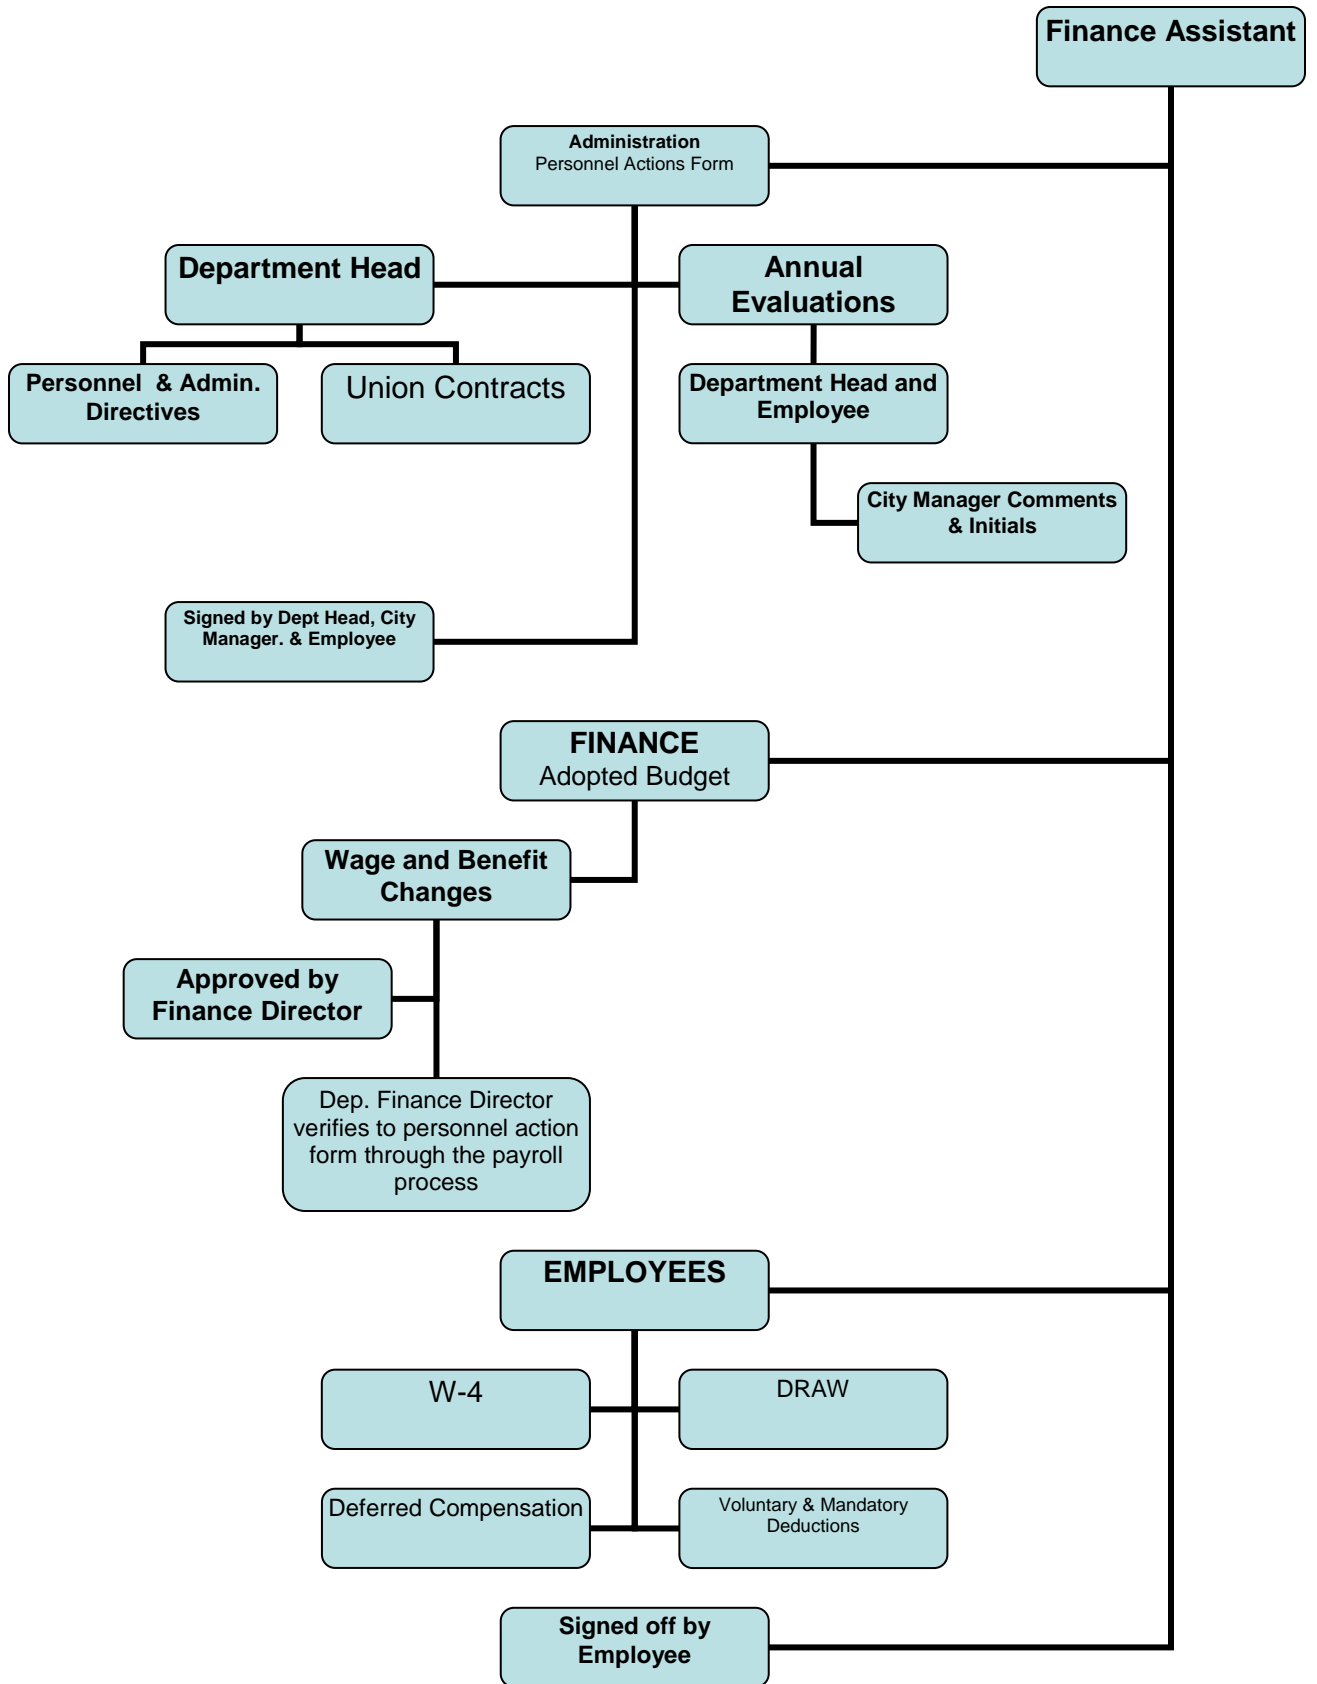 Finance Assistant
Administration
Personnel Actions Form
Department Head
Annual
Evaluations
Personnel & Admin.
Directives
Union Contracts
Department Head and
Employee
City Manager Comments
& Initials
Signed by Dept Head, City
Manager. & Employee
FINANCE
Adopted Budget
Wage and Benefit
Changes
Approved by
Finance Director
Dep. Finance Director
verifies to personnel action
form through the payroll
process
EMPLOYEES
W-4
DRAW
Deferred Compensation
Voluntary & Mandatory
Deductions
Signed off by
Employee